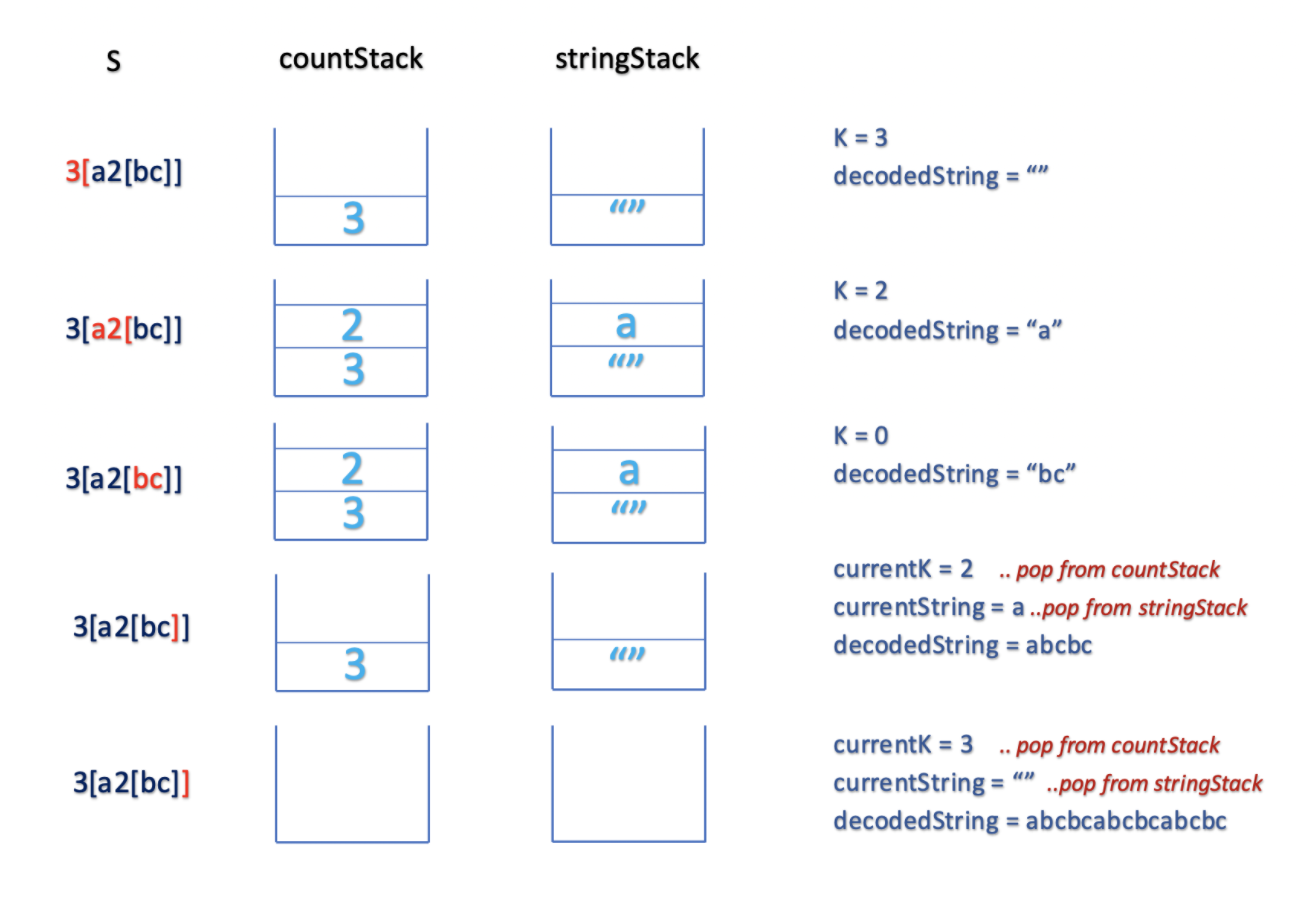 S countStack stringStack
3[a2[bc]]
3
“”
K = 3
decodedString = “”
3[a2[bc]]
2
3
a
“”
K = 2
decodedString = “a”
3[a2[bc]]
2
3
a
“”
K = 0
decodedString = “bc”
3[a2[bc]]
3
“”
currentK = 2 .. pop from countStack
currentString = a ..pop from stringStack
decodedString = abcbc
3[a2[bc]]
currentK = 3 .. pop from countStack
currentString = “” ..pop from stringStack
decodedString = abcbcabcbcabcbc